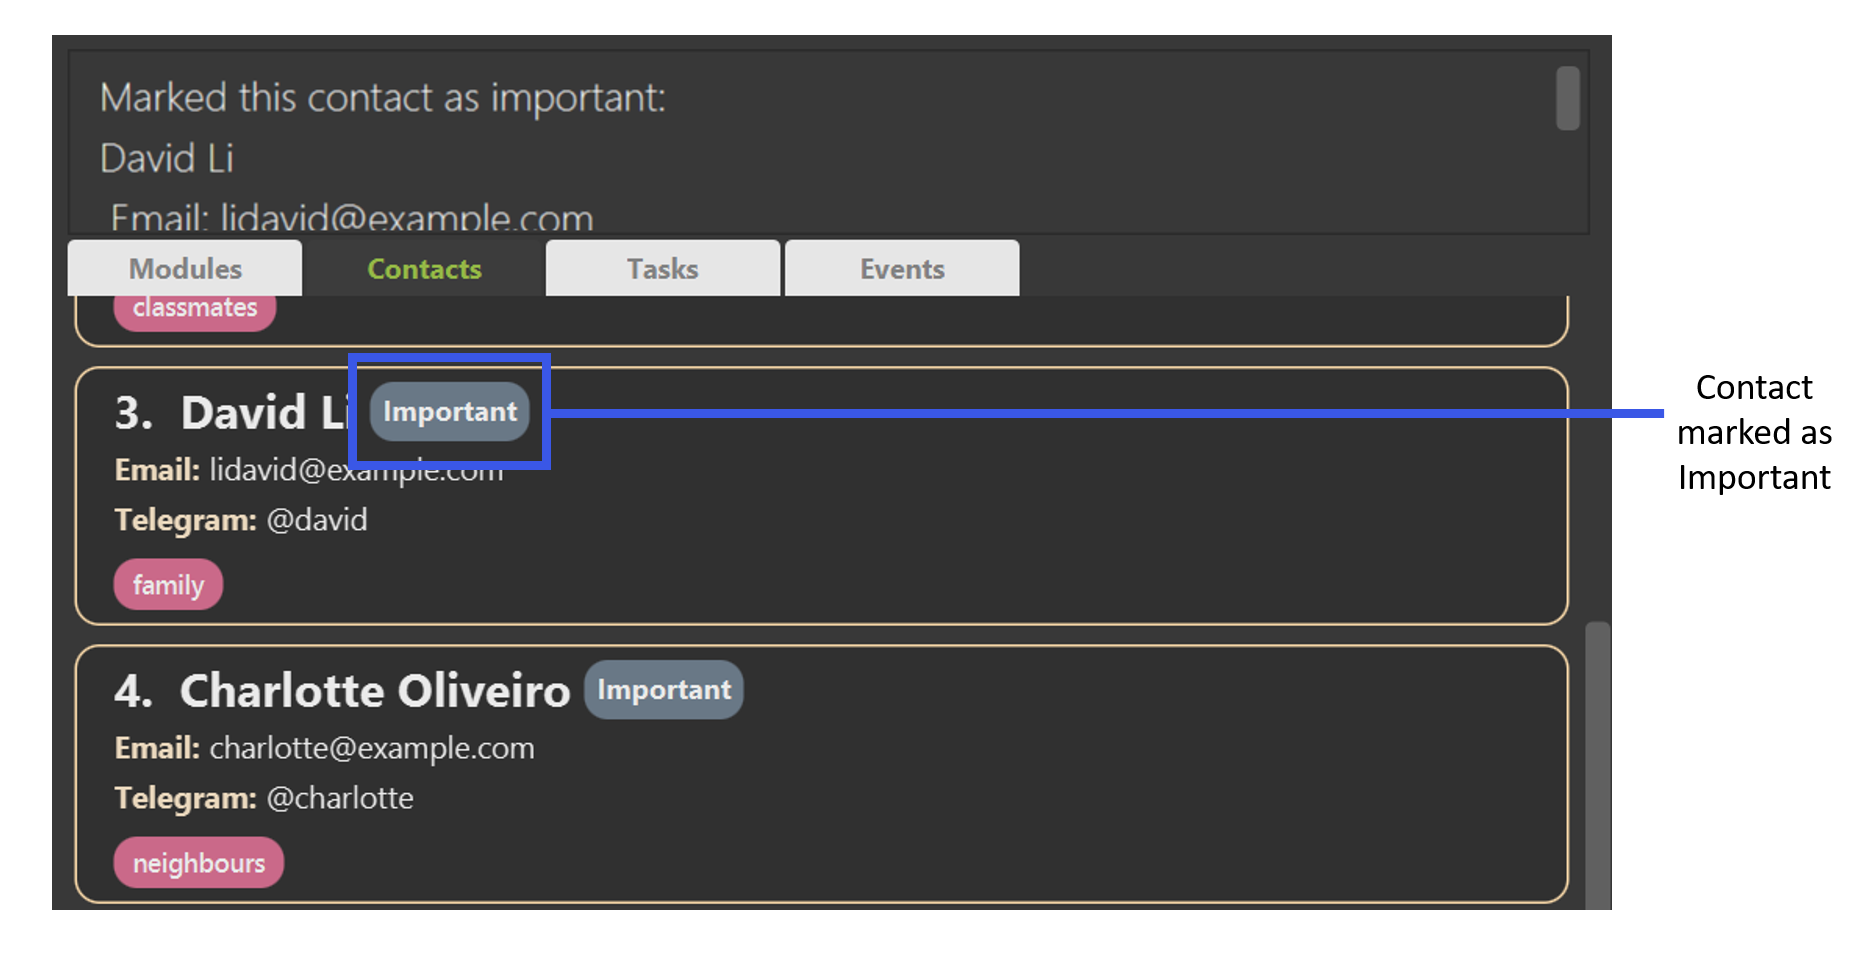 Marked this contact as important:
David Li
Email: lidavid@example.com
Modules Contacts Tasks Events
classmates
3. David Li Important
Email: lidavid@example.com
Telegram: @david
family
4. Charlotte Oliveiro Important
Email: charlotte@example.com
Telegram: @charlotte
neighbours
Contact
marked as
Important